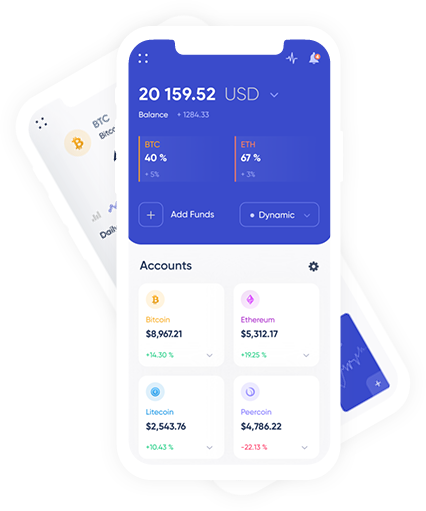 20 159.52 USD
Balance + 1284.33
BTC ETH
40 % 67 %
+ 5% + 3%
+ Add Funds Dynamic
Accounts
Bitcoin Ethereum
$8,967.21 $5,312.17
+14.30 % +19.25 %
Litecoin Peercoin
$2,543.76 $4,786.22
+10.43 % -22.13 %
BTC
Bitco
Daily
+